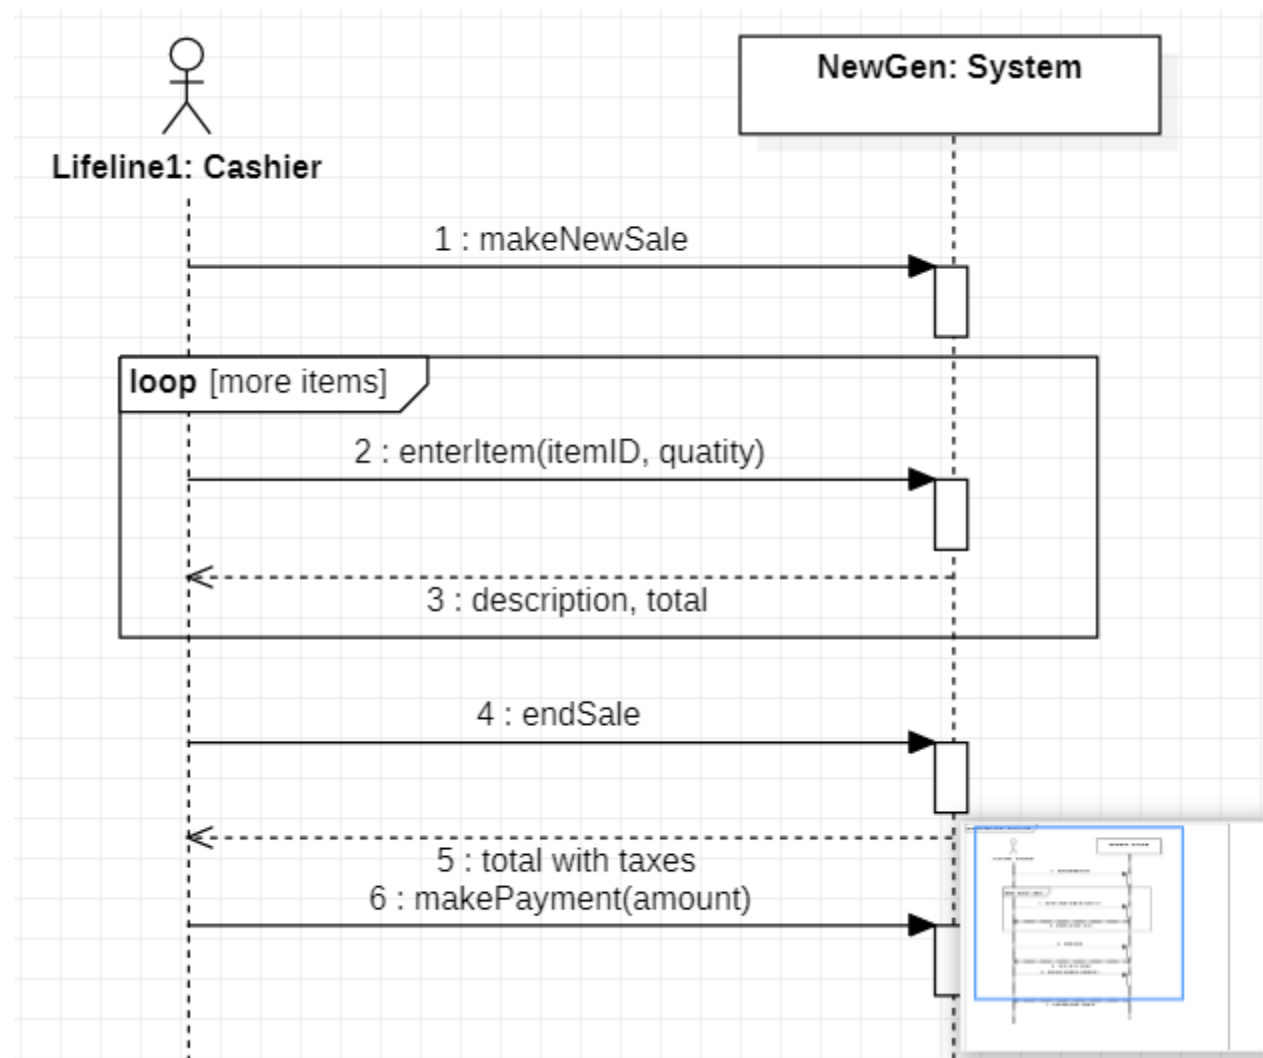 NewGen: System
Lifeline1: Cashier
1 : makeNewSale
loop [more items]
2 : enterItem(itemID, quatity)
3 : description, total
4 : endSale
5 : total with taxes
6 : makePayment(amount)